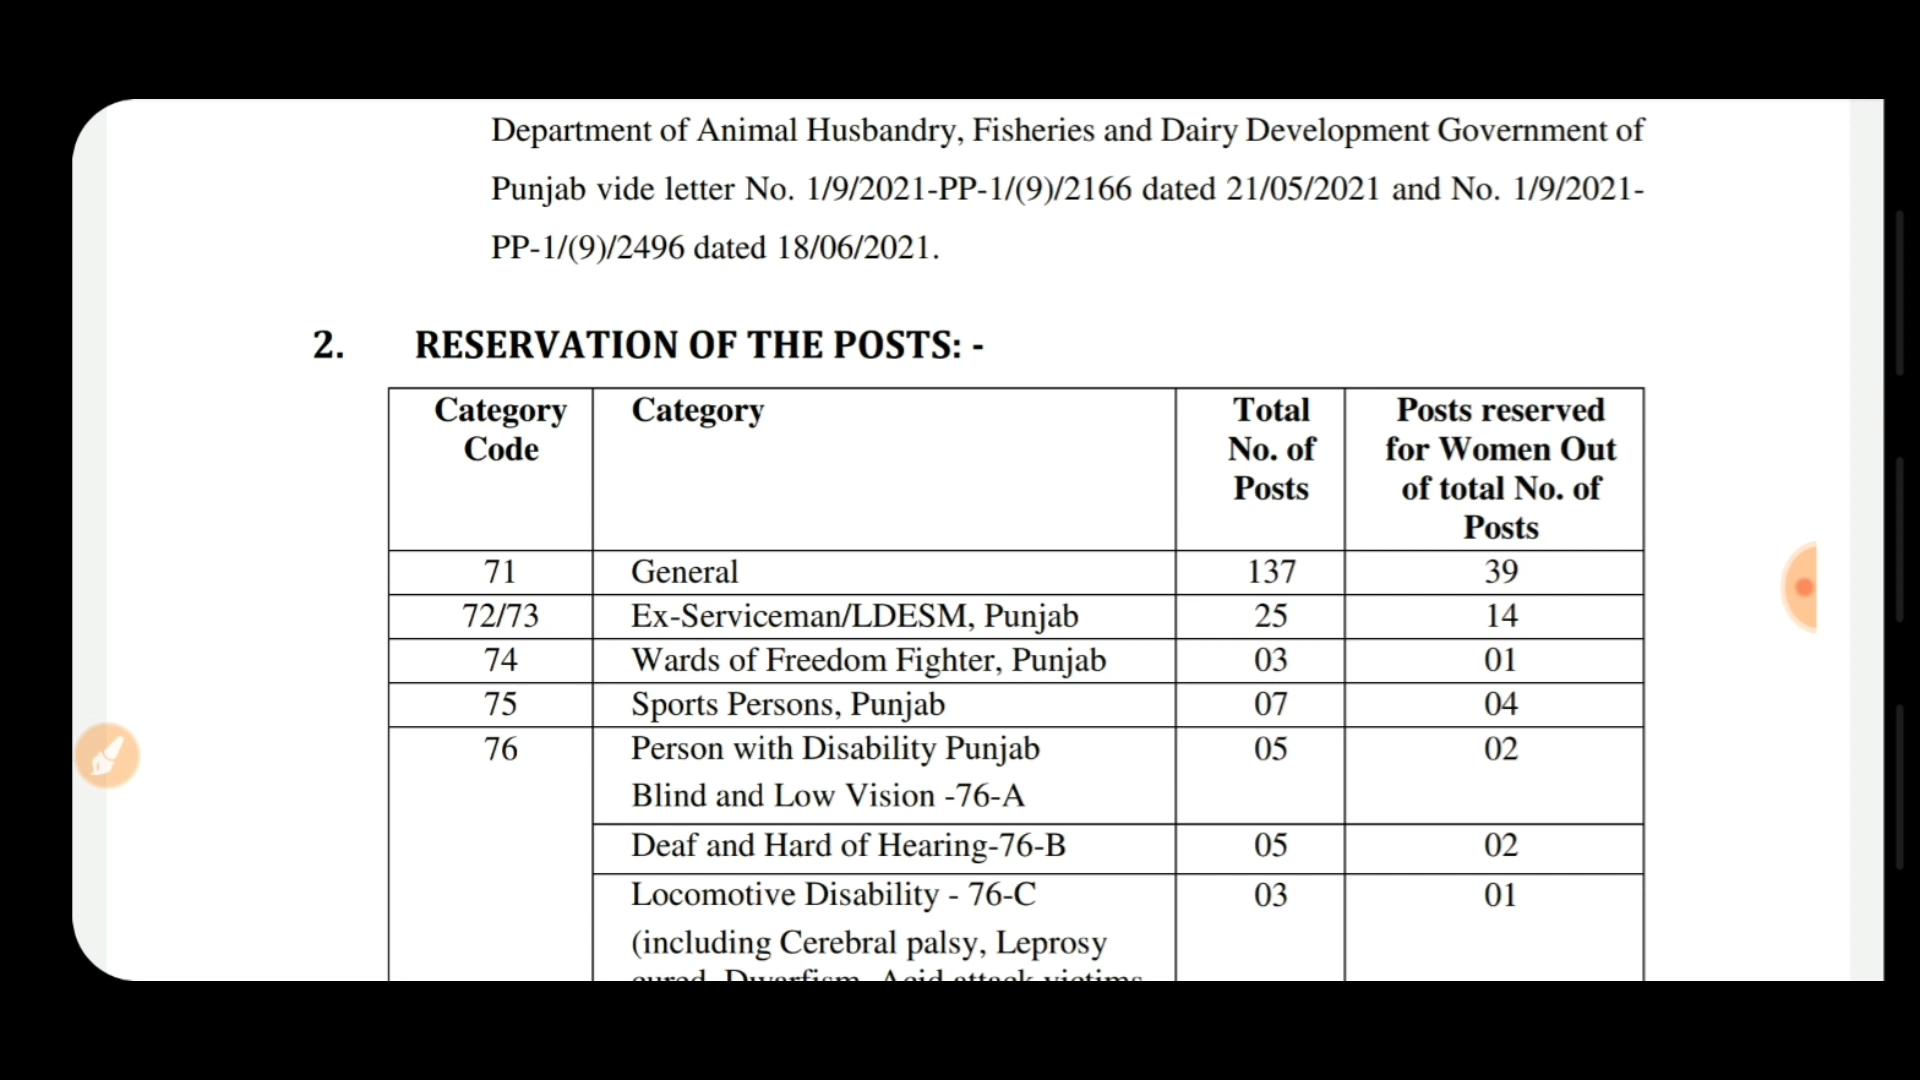 Department of Animal Husbandry, Fisheries and Dairy Development Government of
Punjab vide letter No. 1/9/2021-PP-1/(9)/2166 dated 21/05/2021 and No. 1/9/2021-
PP-1/(9)/2496 dated 18/06/2021.
2. RESERVATION OF THE POSTS: -
Category Code | Category | Total No. of Posts | Posts reserved for Women Out of total No. of Posts
71 General 137 39
72/73 Ex-Serviceman/LDESM, Punjab 25 14
74 Wards of Freedom Fighter, Punjab 03 01
75 Sports Persons, Punjab 07 04
76 Person with Disability Punjab 05 02
Blind and Low Vision -76-A
Deaf and Hard of Hearing-76-B 05 02
Locomotive Disability - 76-C 03 01
(including Cerebral palsy, Leprosy
cured, Dwarfism, Acid attack victims